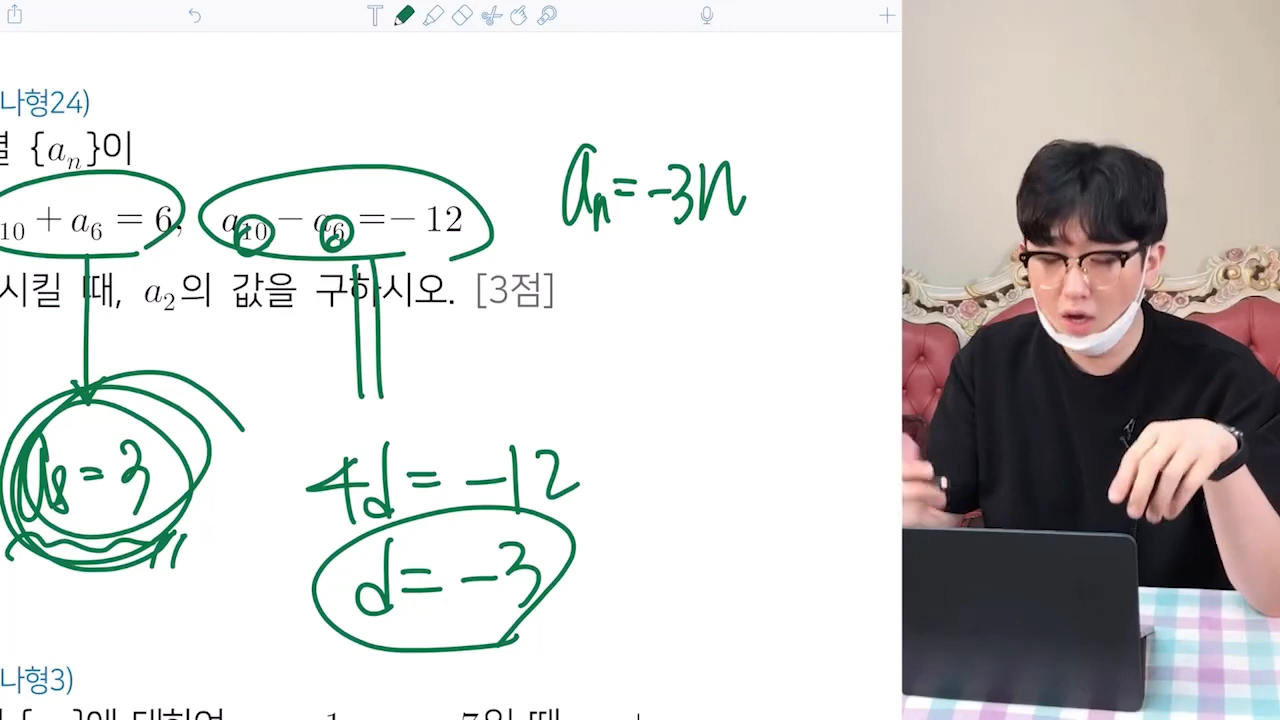 나형24)
{aₙ}이
₁₀ + a₆ = 6, a₁₀ − a₆ = −12
aₙ = −3n
시킬 때, a₂의 값을 구하시오. [3점]
a₈ = 3
4d = −12
d = −3
나형3)